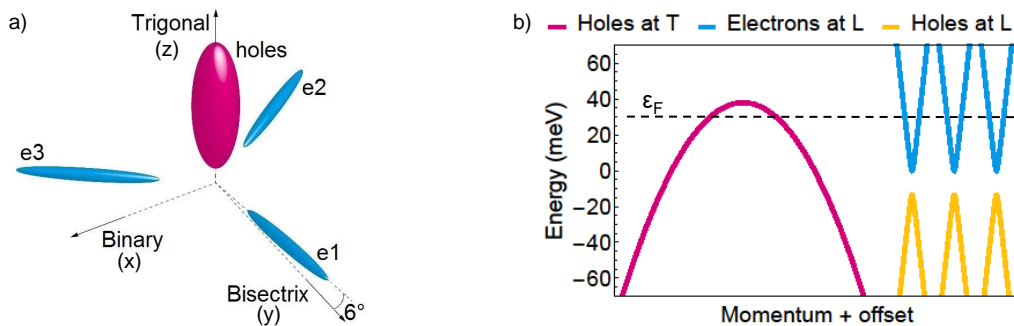 a)
Trigonal
(z)
holes
e2
e3
Binary
(x)
e1
Bisectrix
(y)
6°
b)
Holes at T
Electrons at L
Holes at L
Energy (meV)
60
40
20
0
−20
−40
−60
εF
Momentum + offset